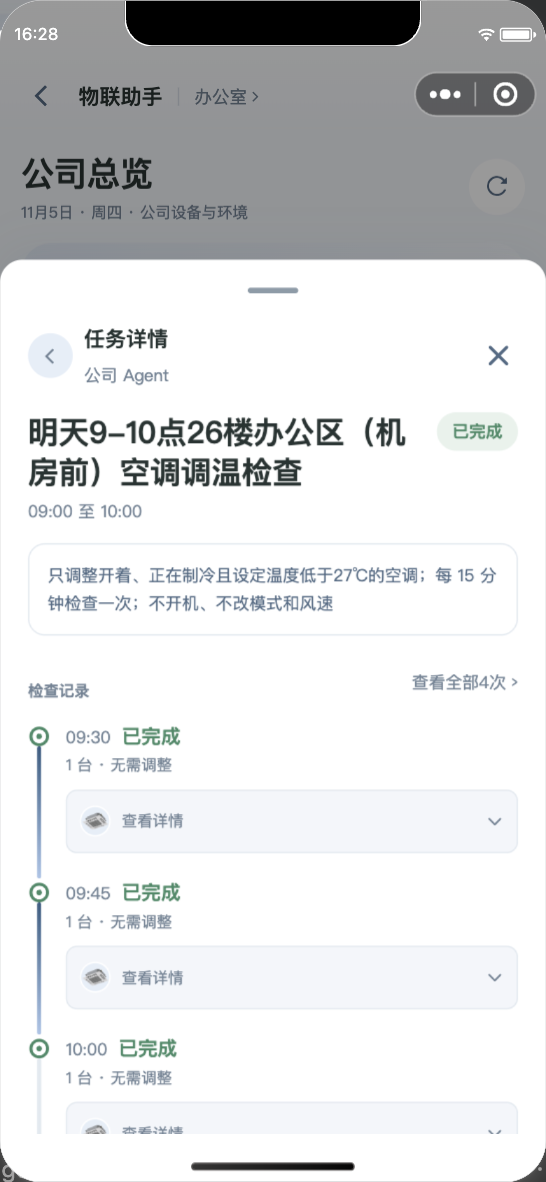 16:28
物联助手 办公室 >
公司总览
11月5日 · 周四 · 公司设备与环境
任务详情
公司 Agent
明天9–10点26楼办公区（机
房前）空调调温检查
已完成
09:00 至 10:00
只调整开着、正在制冷且设定温度低于27℃的空调；每 15 分
钟检查一次；不开机、不改模式和风速
检查记录
查看全部4次 >
09:30 已完成
1 台 · 无需调整
查看详情
09:45 已完成
1 台 · 无需调整
查看详情
10:00 已完成
1 台 · 无需调整
查看详情